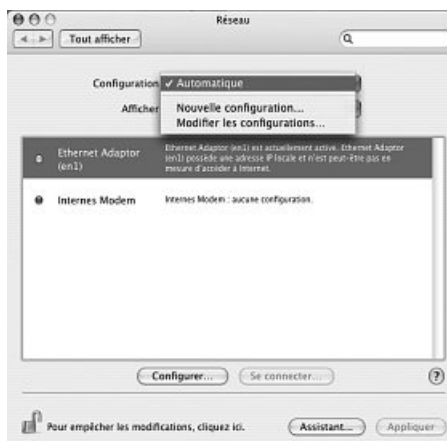 Réseau
Tout afficher
Configuration ✓ Automatique
Afficher
Nouvelle configuration...
Modifier les configurations...
Ethernet Adaptor (en1)
Ethernet Adaptor (en1) est actuellement activé. Ethernet Adaptor
(en1) possède une adresse IP locale et n'est peut-être pas en
mesure d'accéder à Internet.
Internes Modem
Internes Modem : aucune configuration.
Configurer...
Se connecter...
?
Pour empêcher les modifications, cliquez ici.
Assistant...
Appliquer